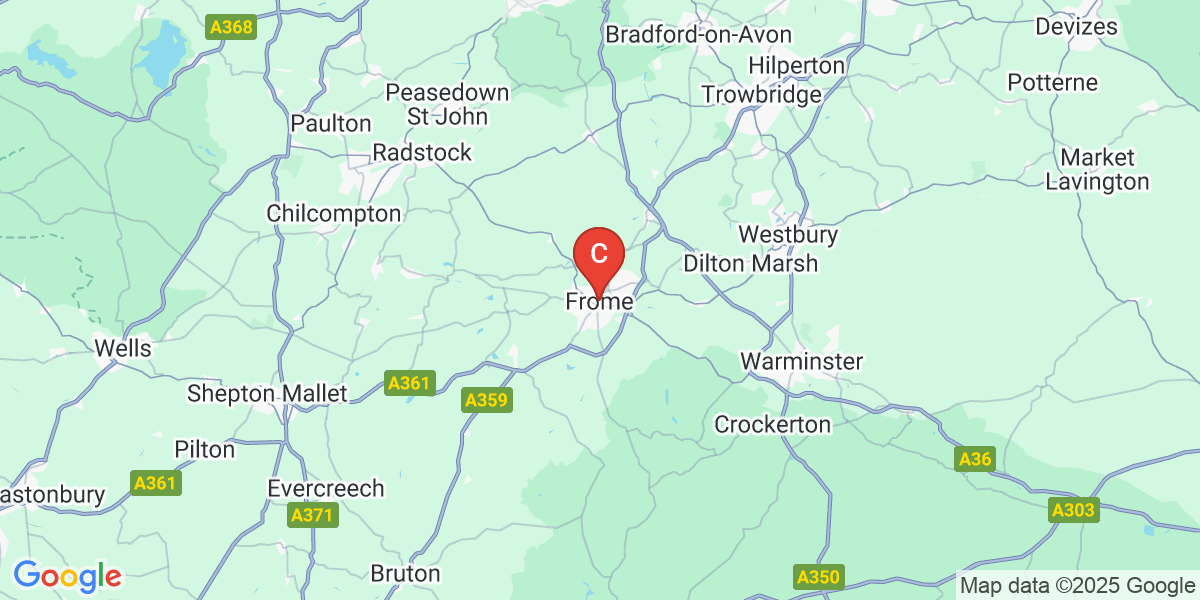 A368
Bradford-on-Avon
Devizes
Hilperton
Potterne
Trowbridge
Peasedown
St John
Paulton
Radstock
Market
Lavington
Chilcompton
Westbury
C
Dilton Marsh
Frome
Wells
Warminster
A361
Shepton Mallet
A359
Crockerton
Pilton
A36
A361
Evercreech
astonbury
A303
A371
Bruton
A350
Google
Map data ©2025 Google